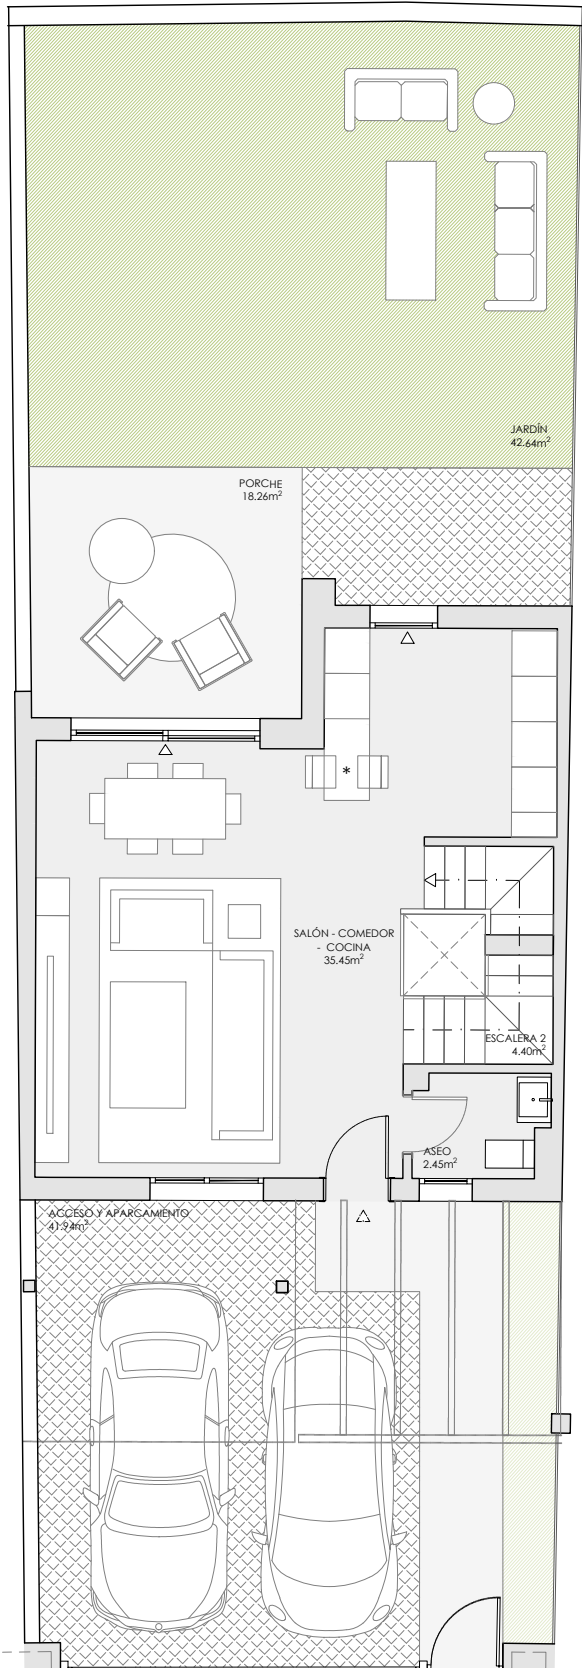 JARDÍN
42.64m²
PORCHE
18.26m²
*
SALÓN - COMEDOR
- COCINA
35.45m²
ESCALERA 2
4.40m²
ASEO
2.45m²
ACCESO Y APARCAMIENTO
41.94m²